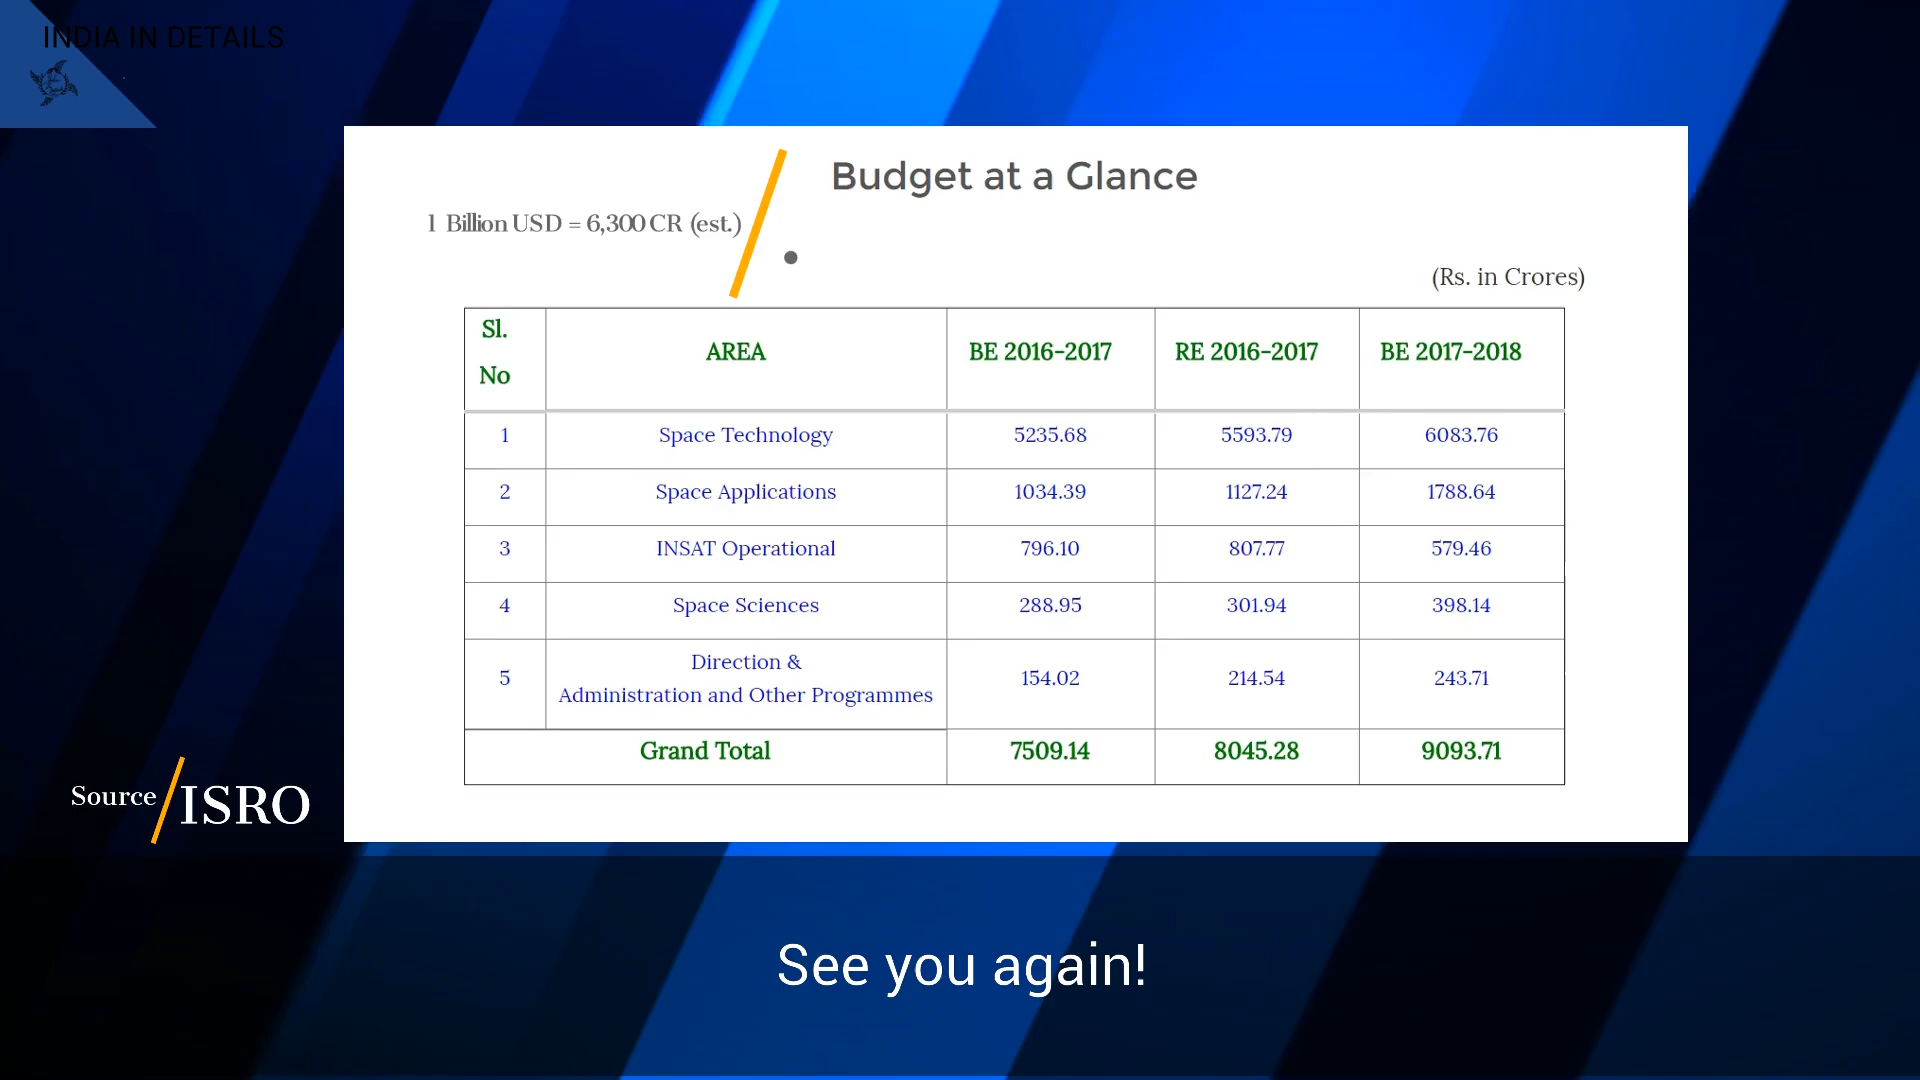 INDIA IN DETAILS
Budget at a Glance
1 Billion USD = 6,300 CR (est.)
(Rs. in Crores)
Sl. No AREA BE 2016-2017 RE 2016-2017 BE 2017-2018
1 Space Technology 5235.68 5593.79 6083.76
2 Space Applications 1034.39 1127.24 1788.64
3 INSAT Operational 796.10 807.77 579.46
4 Space Sciences 288.95 301.94 398.14
5 Direction & Administration and Other Programmes 154.02 214.54 243.71
Grand Total 7509.14 8045.28 9093.71
Source ISRO
See you again!